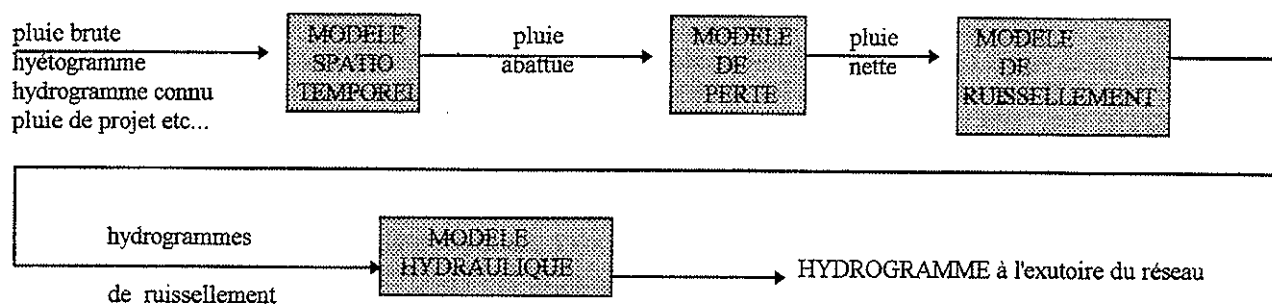 pluie brute
hyétogramme
hydrogramme connu
pluie de projet etc...
MODELE
SPATIO
TEMPOREL
pluie
abattue
MODELE
DE
PERTE
pluie
nette
MODELE
DE
RUISSELLEMENT
hydrogrammes
de ruissellement
MODELE
HYDRAULIQUE
HYDROGRAMME à l'exutoire du réseau